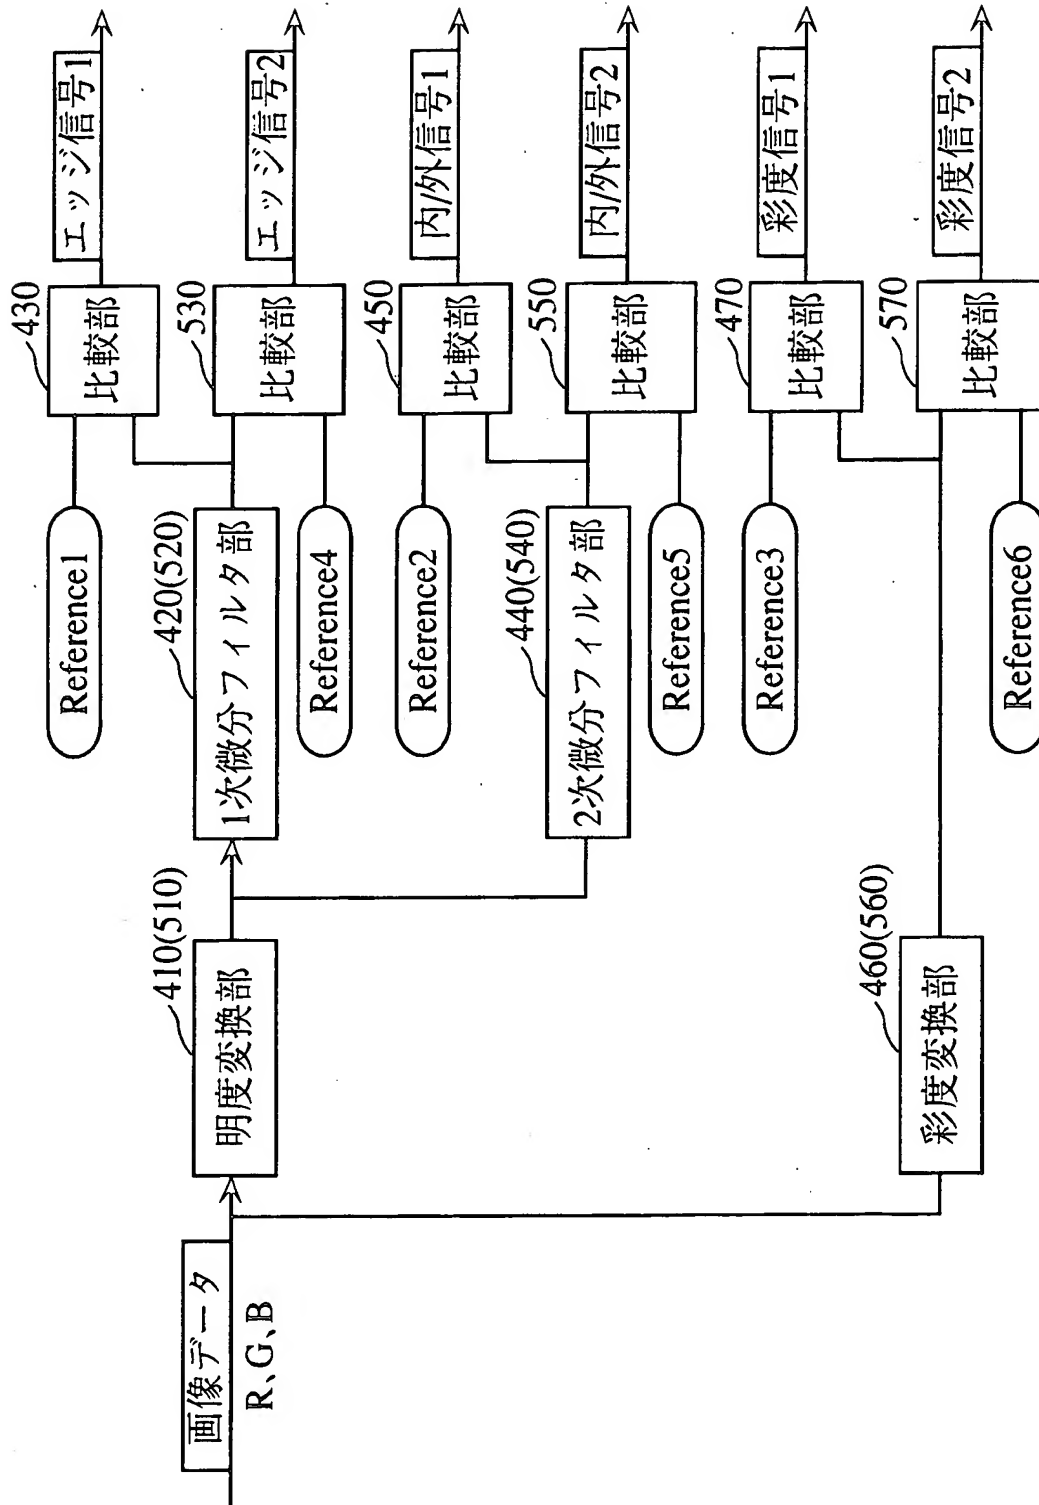 画像データ
R、G、B
410(510)
明度変換部
460(560)
彩度変換部
420(520)
1次微分フィルタ部
440(540)
2次微分フィルタ部
Reference1
Reference4
Reference2
Reference5
Reference3
Reference6
430
比較部
530
比較部
450
比較部
550
比較部
470
比較部
570
比較部
エッジ信号1
エッジ信号2
内/外信号1
内/外信号2
彩度信号1
彩度信号2